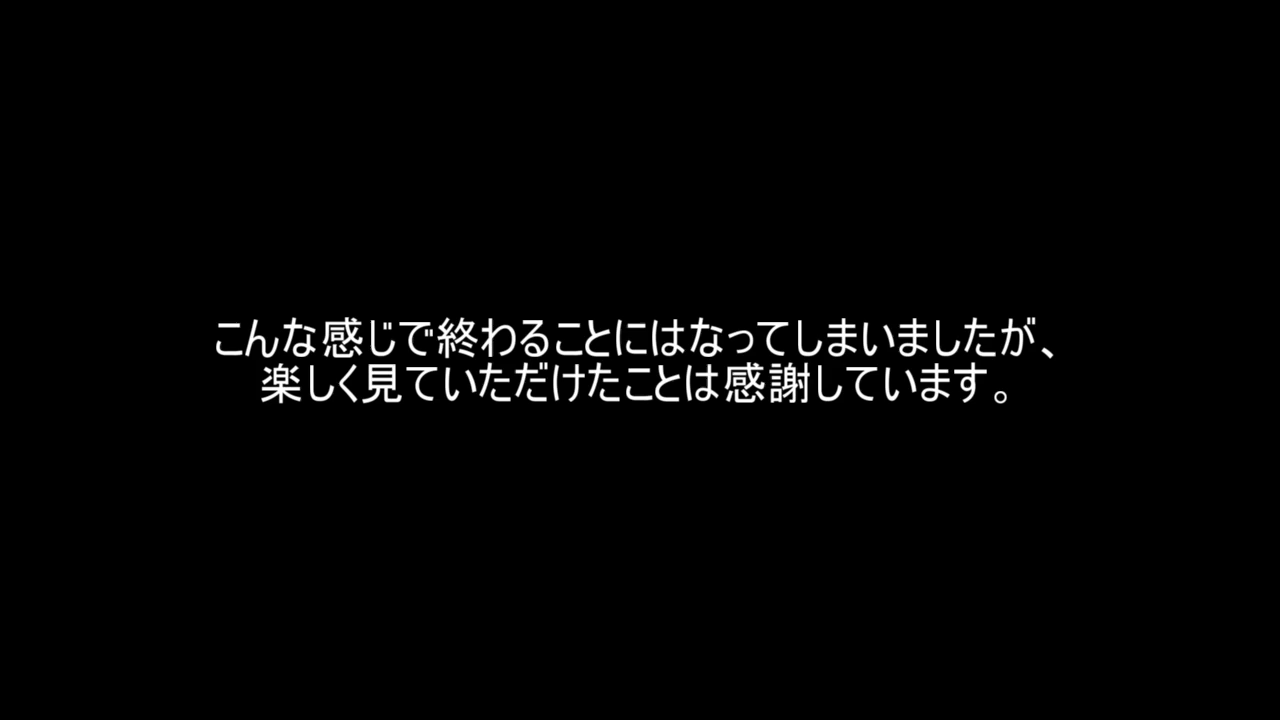 こんな感じで終わることにはなってしまいましたが、
楽しく見ていただけたことは感謝しています。